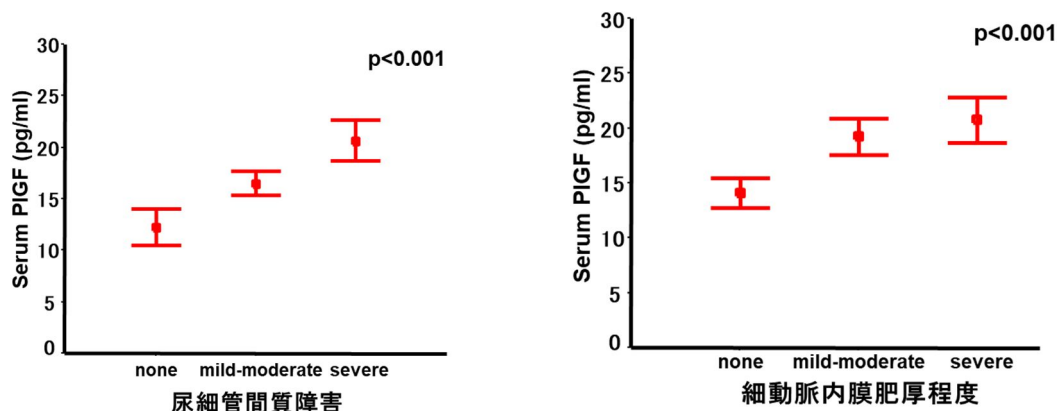 30
25
20
15
10
5
0
Serum PlGF (pg/ml)
p<0.001
none mild-moderate severe
尿細管間質障害
30
25
20
15
10
5
0
Serum PlGF (pg/ml)
p<0.001
none mild-moderate severe
細動脈内膜肥厚程度